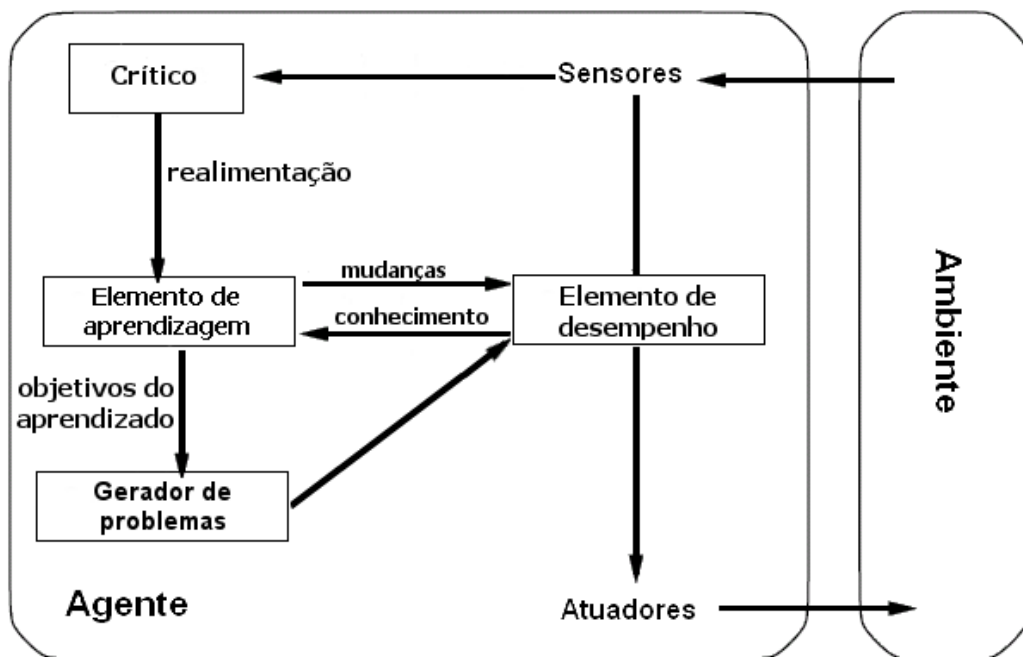 Crítico
Sensores
realimentação
Elemento de
aprendizagem
mudanças
conhecimento
Elemento de
desempenho
objetivos do
aprendizado
Gerador de
problemas
Agente
Atuadores
Ambiente